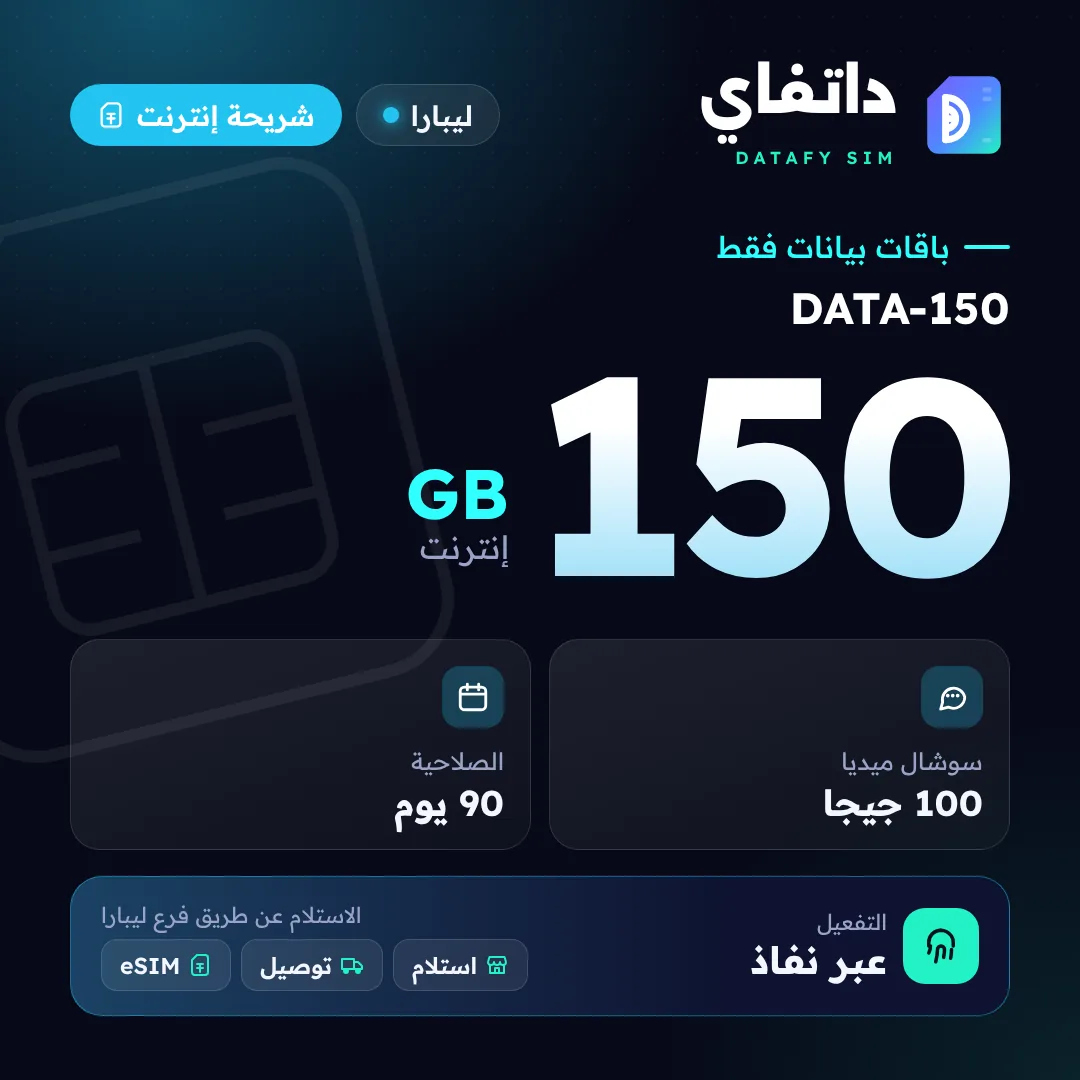 داتفاي
DATAFY SIM
ليبارا
شريحة إنترنت
باقات بيانات فقط
DATA-150
150
GB
إنترنت
سوشال ميديا
100 جيجا
الصلاحية
90 يوم
التفعيل
عبر نفاذ
الاستلام عن طريق فرع ليبارا
استلام
توصيل
eSIM